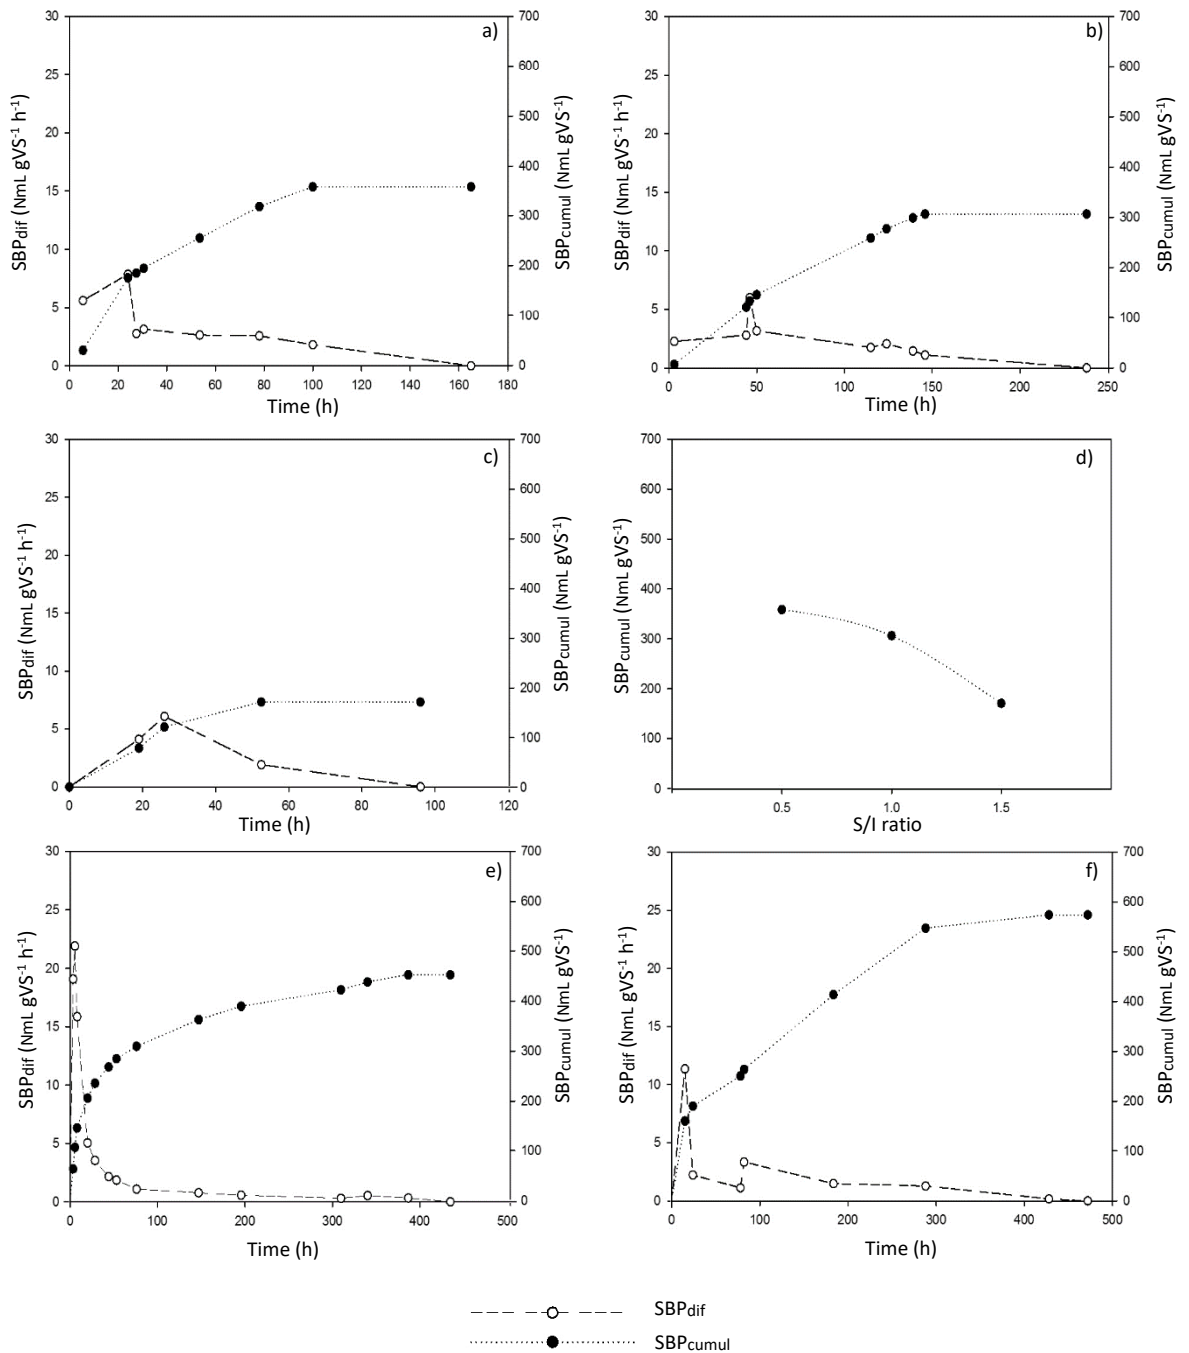 a)
30
25
20
15
10
5
0
SBPdif (NmL gVS-1 h-1)
700
600
500
400
300
200
100
0
SBPcumul (NmL gVS-1)
0 20 40 60 80 100 120 140 160 180
Time (h)
b)
30
25
20
15
10
5
0
SBPdif (NmL gVS-1 h-1)
700
600
500
400
300
200
100
0
SBPcumul (NmL gVS-1)
0 50 100 150 200 250
Time (h)
c)
30
25
20
15
10
5
0
SBPdif (NmL gVS-1 h-1)
700
600
500
400
300
200
100
0
SBPcumul (NmL gVS-1)
0 20 40 60 80 100 120
Time (h)
d)
700
600
500
400
300
200
100
0
SBPcumul (NmL gVS-1)
0.5 1.0 1.5
S/I ratio
e)
30
25
20
15
10
5
0
SBPdif (NmL gVS-1 h-1)
700
600
500
400
300
200
100
0
SBPcumul (NmL gVS-1)
0 100 200 300 400 500
Time (h)
f)
30
25
20
15
10
5
0
SBPdif (NmL gVS-1 h-1)
700
600
500
400
300
200
100
0
SBPcumul (NmL gVS-1)
0 100 200 300 400 500
Time (h)
SBPdif
SBPcumul